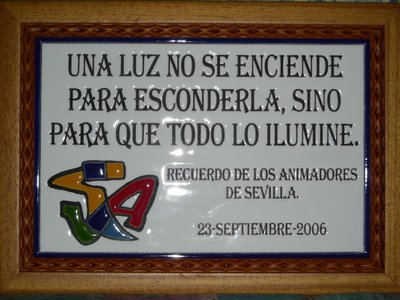 UNA LUZ NO SE ENCIENDE
PARA ESCONDERLA, SINO
PARA QUE TODO LO ILUMINE.
RECUERDO DE LOS ANIMADORES
DE SEVILLA.
23-SEPTIEMBRE-2006